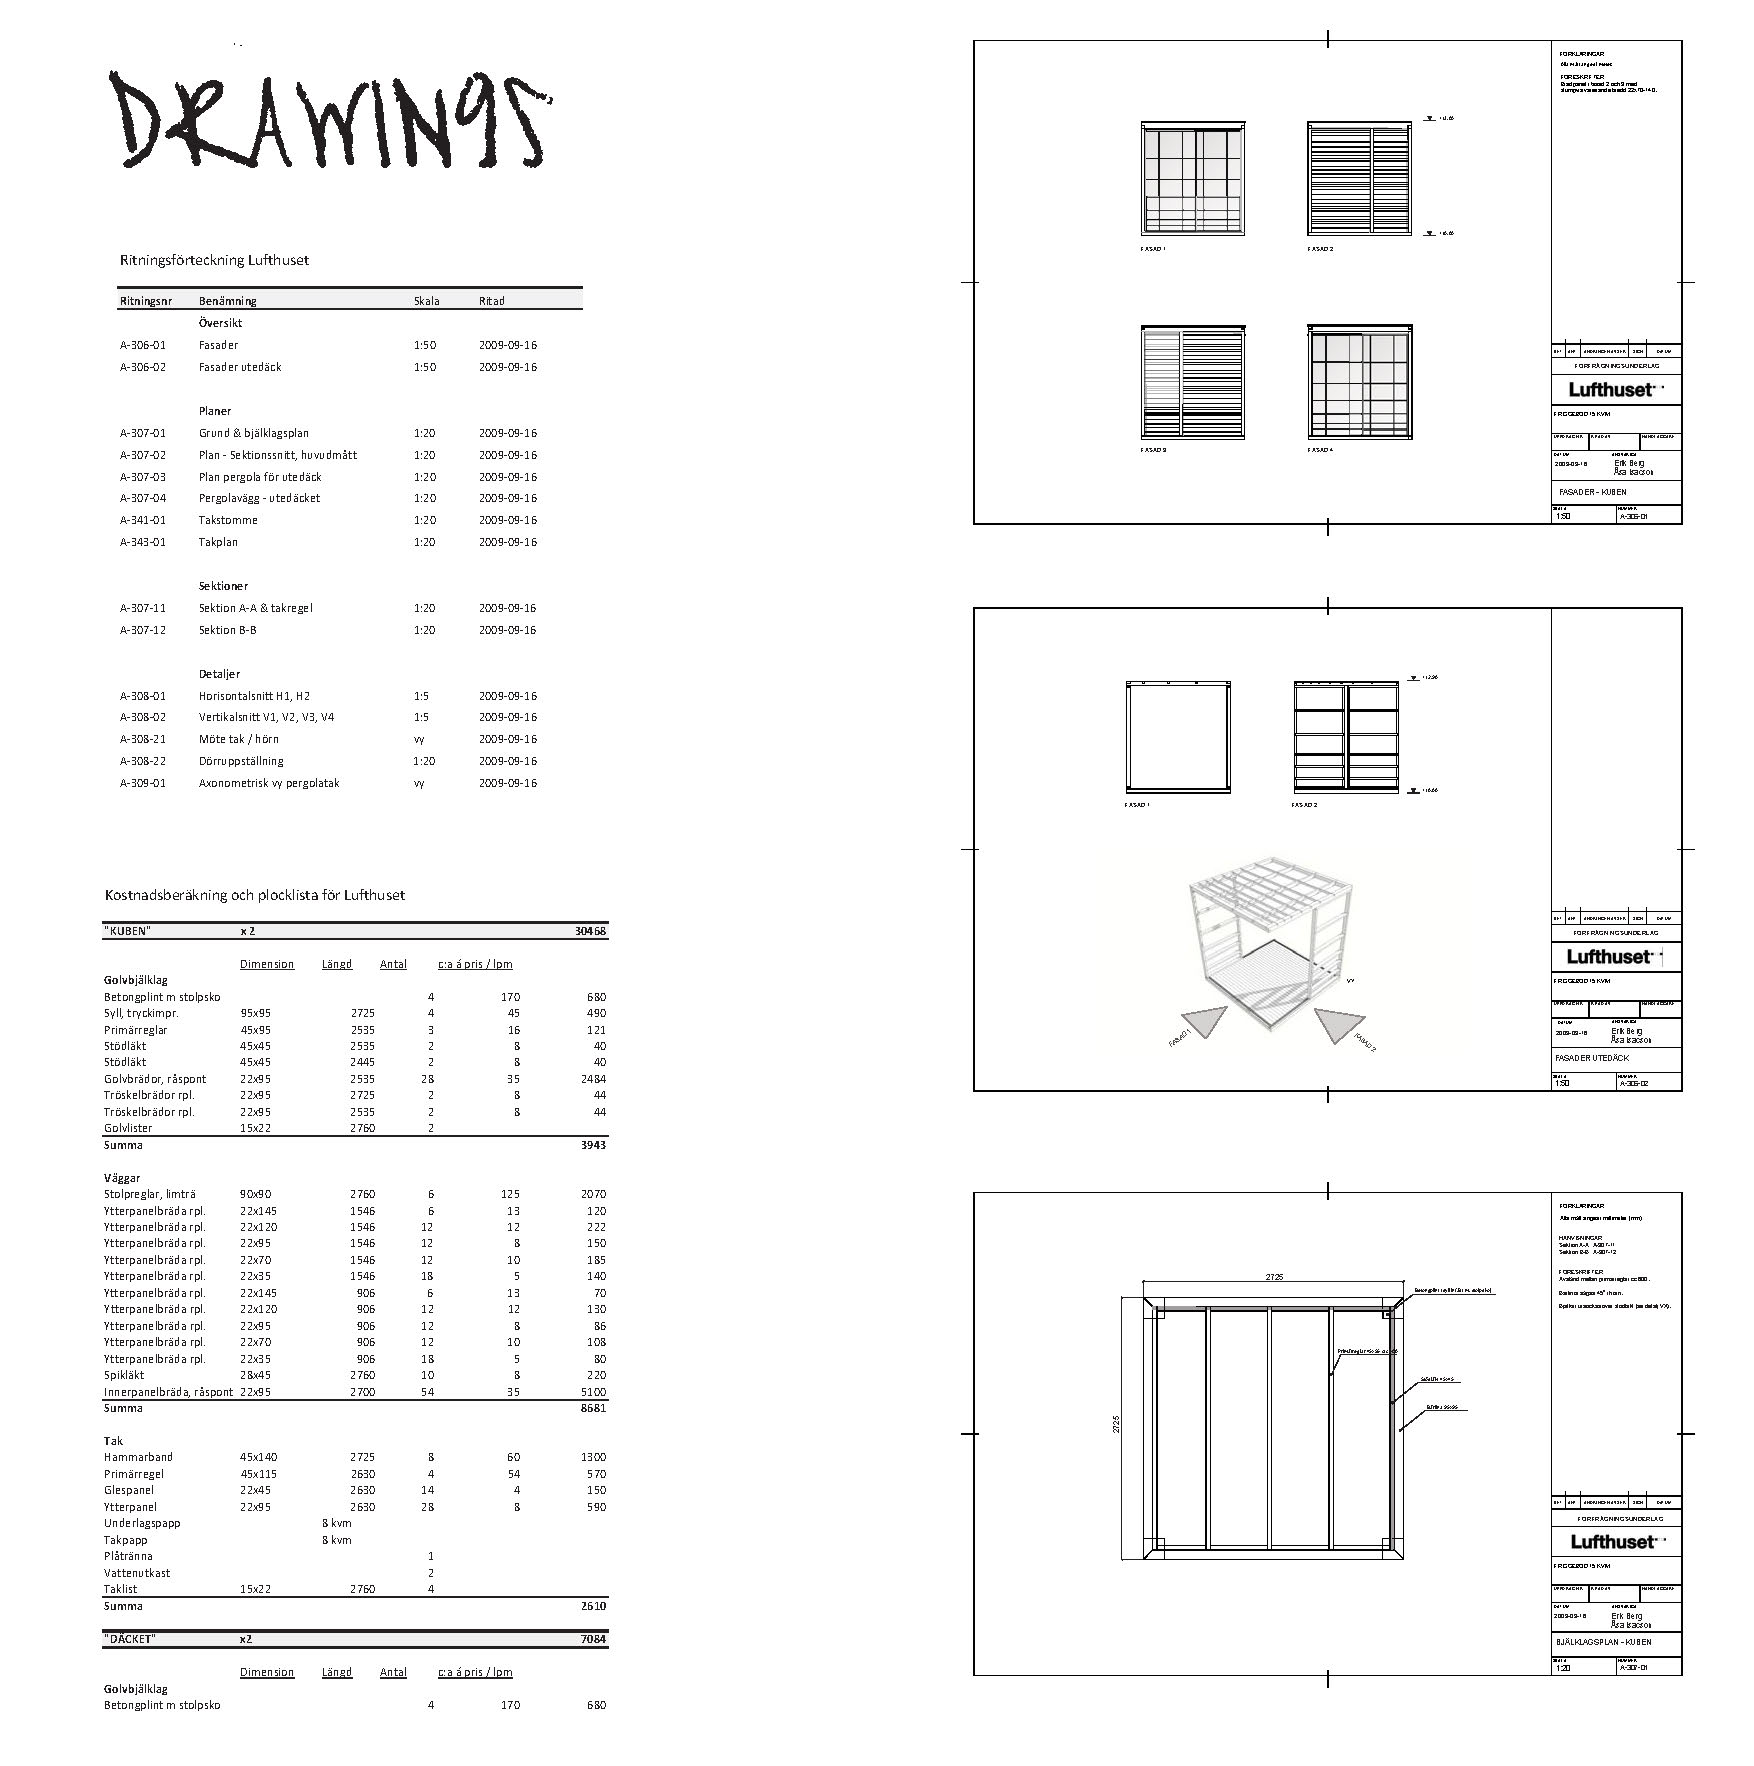 DRAWINGS
Ritningsförteckning Lufthuset
Ritningsnr Benämning Skala Ritad
Översikt
A-306-01 Fasader 1:50 2009-09-16
A-306-02 Fasader utedäck 1:50 2009-09-16
Planer
A-307-01 Grund & bjälklagsplan 1:20 2009-09-16
A-307-02 Plan - Sektionssnitt, huvudmått 1:20 2009-09-16
A-307-03 Plan pergola för utedäck 1:20 2009-09-16
A-307-04 Pergolavägg - utedäcket 1:20 2009-09-16
A-341-01 Takstomme 1:20 2009-09-16
A-343-01 Takplan 1:20 2009-09-16
Sektioner
A-307-11 Sektion A-A & takregel 1:20 2009-09-16
A-307-12 Sektion B-B 1:20 2009-09-16
Detaljer
A-308-01 Horisontalsnitt H1, H2 1:5 2009-09-16
A-308-02 Vertikalsnitt V1, V2, V3, V4 1:5 2009-09-16
A-308-21 Möte tak / hörn vy 2009-09-16
A-308-22 Dörruppställning 1:20 2009-09-16
A-309-01 Axonometrisk vy pergolatak vy 2009-09-16
Kostnadsberäkning och plocklista för Lufthuset
"KUBEN" x 2 30468
Dimension Längd Antal c:a á pris / lpm
Golvbjälklag
Betongplint m stolpsko 4 170 680
Syll, tryckimpr. 95x95 2725 4 45 490
Primärreglar 45x95 2535 3 16 121
Stödläkt 45x45 2535 2 8 40
Stödläkt 45x45 2445 2 8 40
Golvbrädor, råspont 22x95 2535 28 35 2484
Tröskelbrädor rpl. 22x95 2725 2 8 44
Tröskelbrädor rpl. 22x95 2535 2 8 44
Golvlister 15x22 2760 2
Summa 3943
Väggar
Stolpreglar, limträ 90x90 2760 6 125 2070
Ytterpanelbräda rpl. 22x145 1546 6 13 120
Ytterpanelbräda rpl. 22x120 1546 12 12 222
Ytterpanelbräda rpl. 22x95 1546 12 8 150
Ytterpanelbräda rpl. 22x70 1546 12 10 185
Ytterpanelbräda rpl. 22x35 1546 18 5 140
Ytterpanelbräda rpl. 22x145 906 6 13 70
Ytterpanelbräda rpl. 22x120 906 12 12 130
Ytterpanelbräda rpl. 22x95 906 12 8 86
Ytterpanelbräda rpl. 22x70 906 12 10 108
Ytterpanelbräda rpl. 22x35 906 18 5 80
Spikläkt 28x45 2760 10 8 220
Innerpanelbräda, råspont 22x95 2700 54 35 5100
Summa 8681
Tak
Hammarband 45x140 2725 8 60 1300
Primärregel 45x115 2630 4 54 570
Glespanel 22x45 2630 14 4 150
Ytterpanel 22x95 2630 28 8 590
Underlagspapp 8 kvm
Takpapp 8 kvm
Plåtränna 1
Vattenutkast 2
Taklist 15x22 2760 4
Summa 2610
"DÄCKET" x2 7084
Dimension Längd Antal c:a á pris / lpm
Golvbjälklag
Betongplint m stolpsko 4 170 680
FÖRKLARINGAR
FÖRESKRIFTER
FASAD 1
FASAD 2
FASAD 3
FASAD 4
FÖRFRÅGNINGSUNDERLAG
Lufthuset
FRIGGEBOD 15 KVM
2009-09-16 Erik Berg
Åsa Isacson
FASADER - KUBEN
1:50 A-306-01
FASAD 1
FASAD 2
VY
FASAD 1
FASAD 2
FÖRFRÅGNINGSUNDERLAG
Lufthuset
FRIGGEBOD 15 KVM
2009-09-16 Erik Berg
Åsa Isacson
FASADER UTEDÄCK
1:50 A-306-02
FÖRKLARINGAR
Alla mått anges i millimeter (mm)
HÄNVISNINGAR
Sektion A-A A-307-11
Sektion B-B A-307-12
FÖRESKRIFTER
2725
2725
FÖRFRÅGNINGSUNDERLAG
Lufthuset
FRIGGEBOD 15 KVM
2009-09-16 Erik Berg
Åsa Isacson
BJÄLKLAGSPLAN - KUBEN
1:20 A-307-01